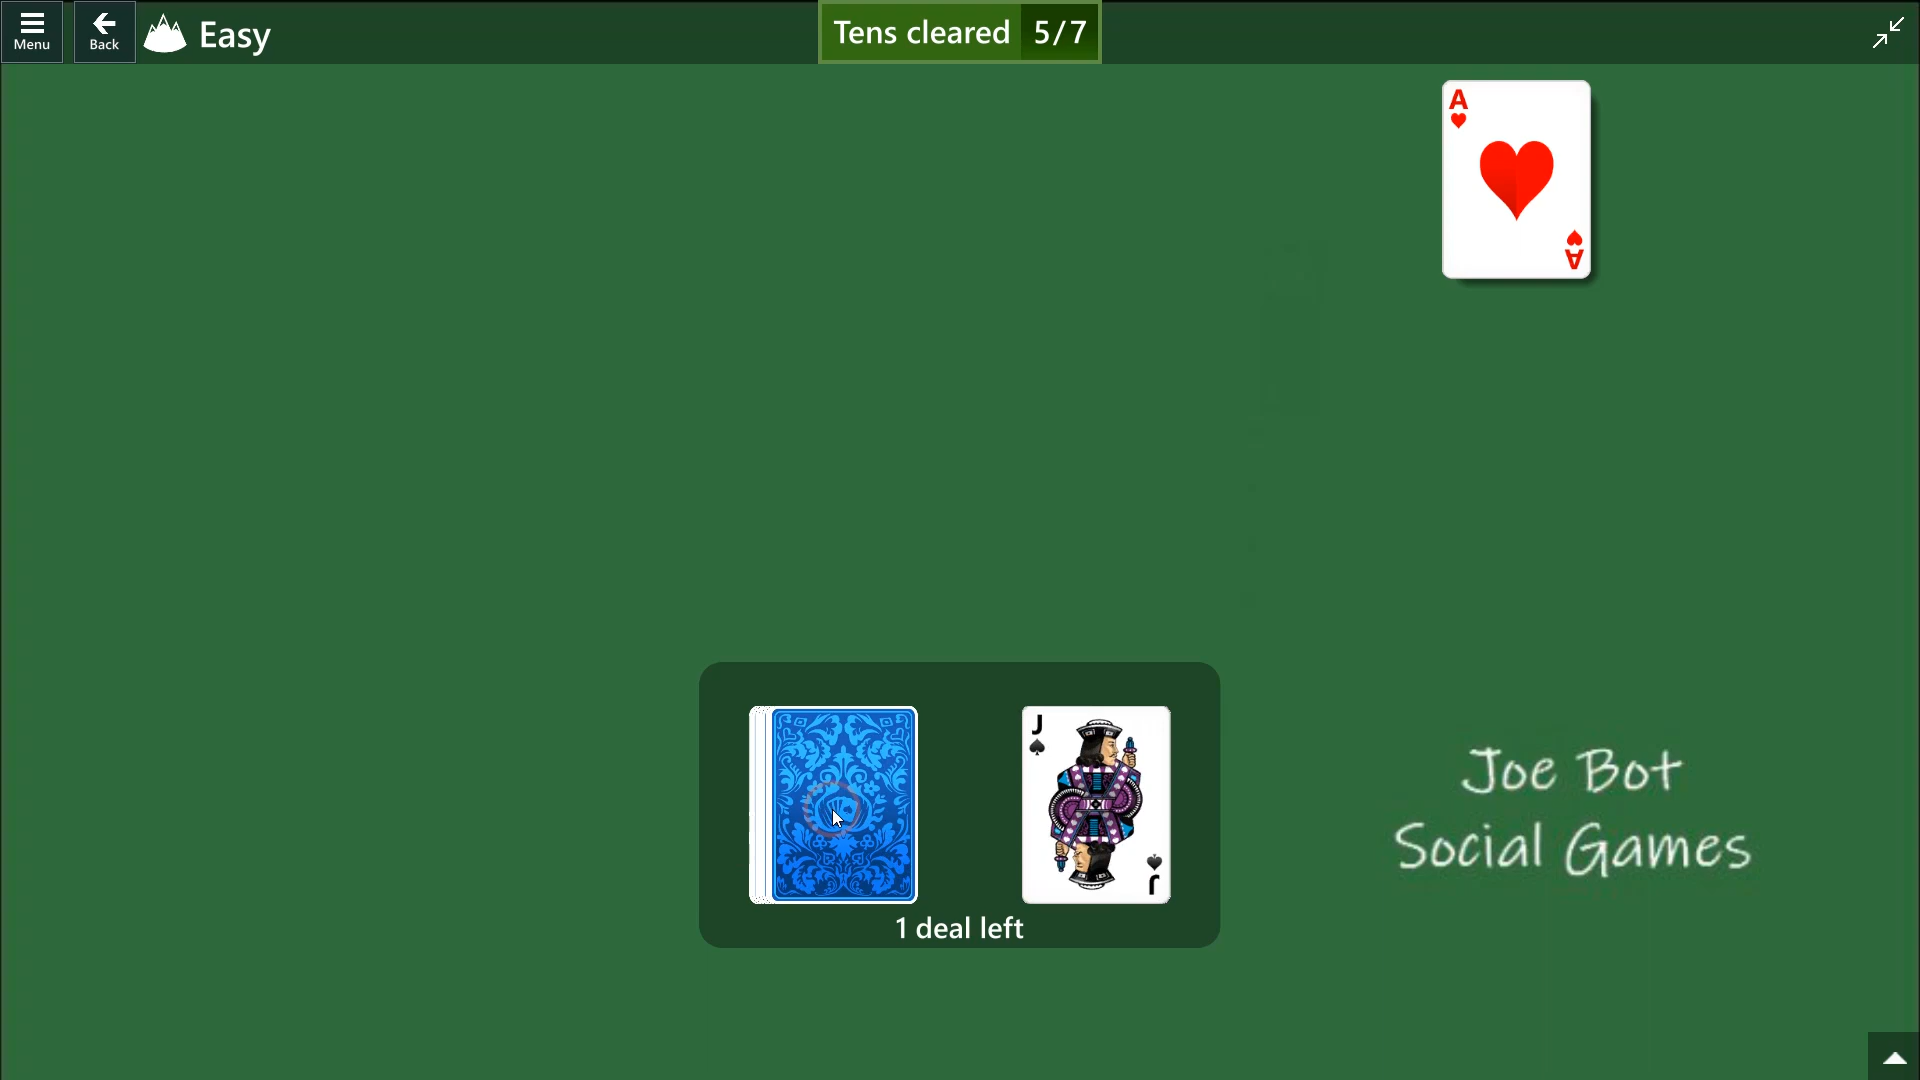 Menu
Back
Easy
Tens cleared 5/7
A
A
J
J
1 deal left
Joe Bot
Social Games